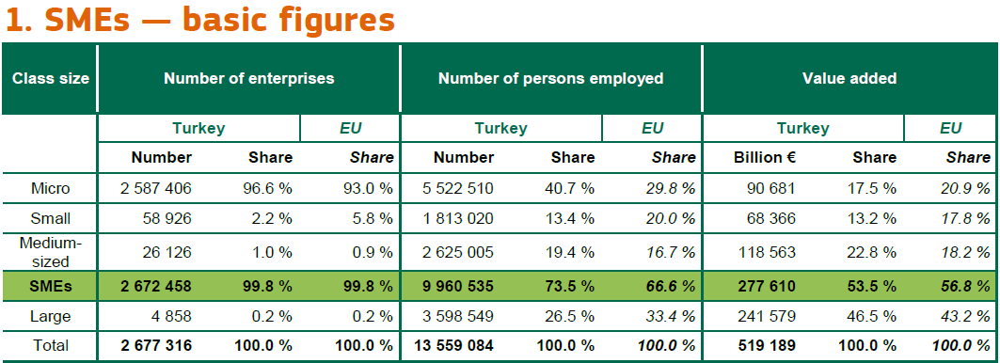 1. SMEs — basic figures
Class size Number of enterprises Number of persons employed Value added
Turkey EU Turkey EU Turkey EU
Number Share Share Number Share Share Billion € Share Share
Micro 2 587 406 96.6 % 93.0 % 5 522 510 40.7 % 29.8 % 90 681 17.5 % 20.9 %
Small 58 926 2.2 % 5.8 % 1 813 020 13.4 % 20.0 % 68 366 13.2 % 17.8 %
Medium-
sized 26 126 1.0 % 0.9 % 2 625 005 19.4 % 16.7 % 118 563 22.8 % 18.2 %
SMEs 2 672 458 99.8 % 99.8 % 9 960 535 73.5 % 66.6 % 277 610 53.5 % 56.8 %
Large 4 858 0.2 % 0.2 % 3 598 549 26.5 % 33.4 % 241 579 46.5 % 43.2 %
Total 2 677 316 100.0 % 100.0 % 13 559 084 100.0 % 100.0 % 519 189 100.0 % 100.0 %